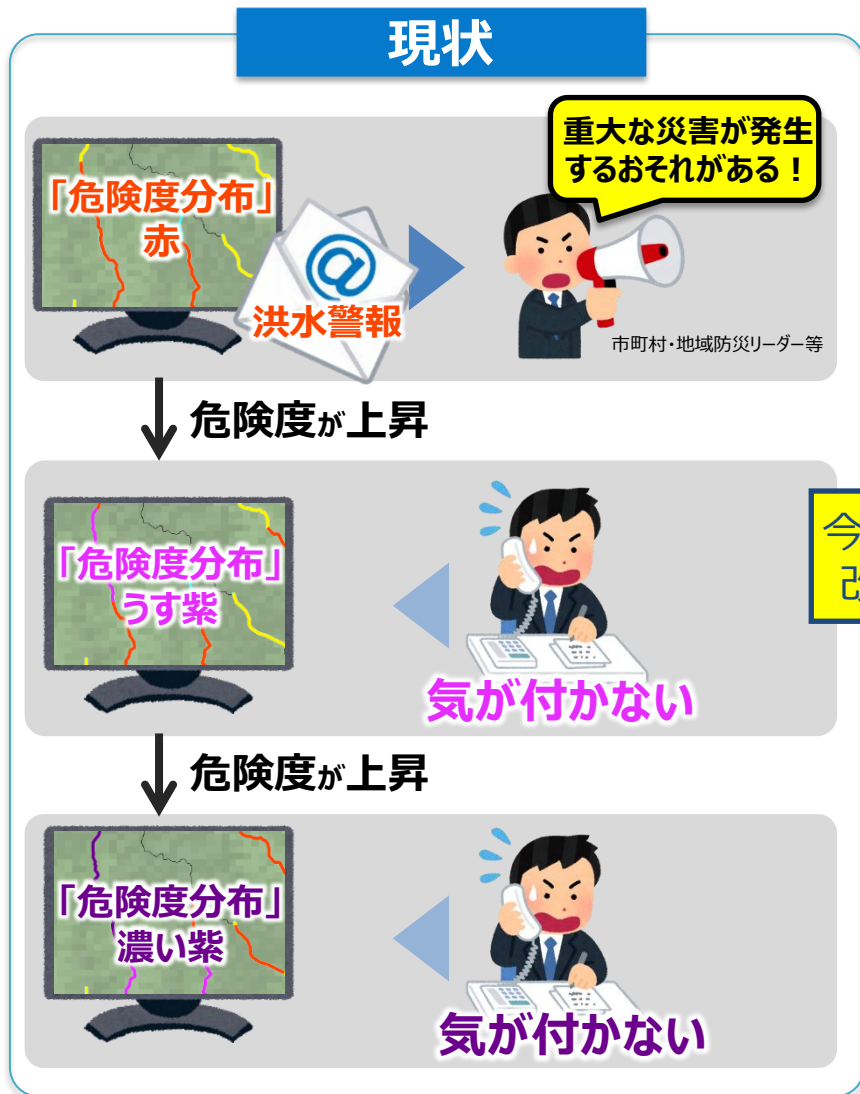 現状
重大な災害が発生
するおそれがある！
「危険度分布」
赤
@
洪水警報
市町村・地域防災リーダー等
危険度が上昇
「危険度分布」
うす紫
気が付かない
今
改
危険度が上昇
「危険度分布」
濃い紫
気が付かない